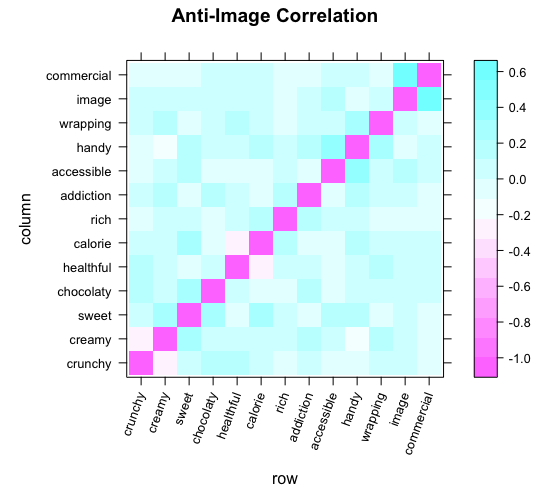 Anti-Image Correlation
column
commercial
image
wrapping
handy
accessible
addiction
rich
calorie
healthful
chocolaty
sweet
creamy
crunchy
0.6
0.4
0.2
0.0
-0.2
-0.4
-0.6
-0.8
-1.0
crunchy
creamy
sweet
chocolaty
healthful
calorie
rich
addiction
accessible
handy
wrapping
image
commercial
row